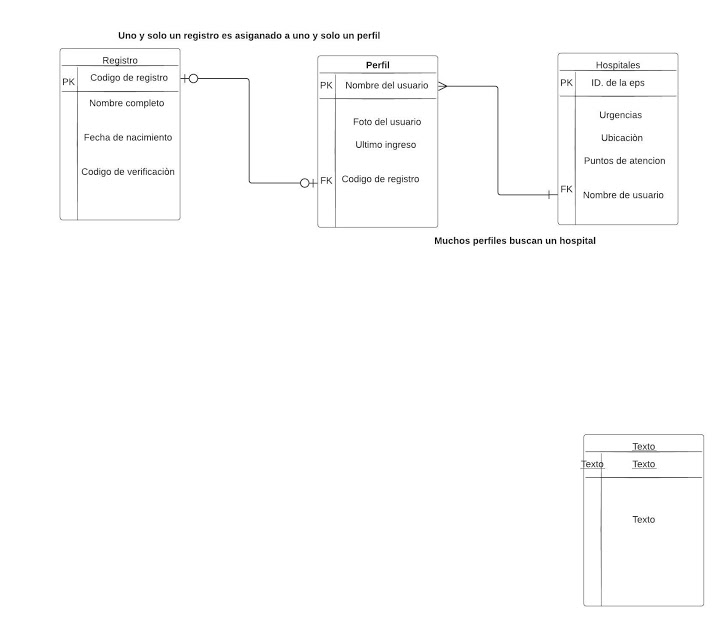 Uno y solo un registro es asiganado a uno y solo un perfil
Registro
PK Codigo de registro
Nombre completo
Fecha de nacimiento
Codigo de verificaciòn
Perfil
PK Nombre del usuario
Foto del usuario
Ultimo ingreso
FK Codigo de registro
Hospitales
PK ID. de la eps
Urgencias
Ubicaciòn
Puntos de atencion
FK Nombre de usuario
Muchos perfiles buscan un hospital
Texto
Texto Texto
Texto